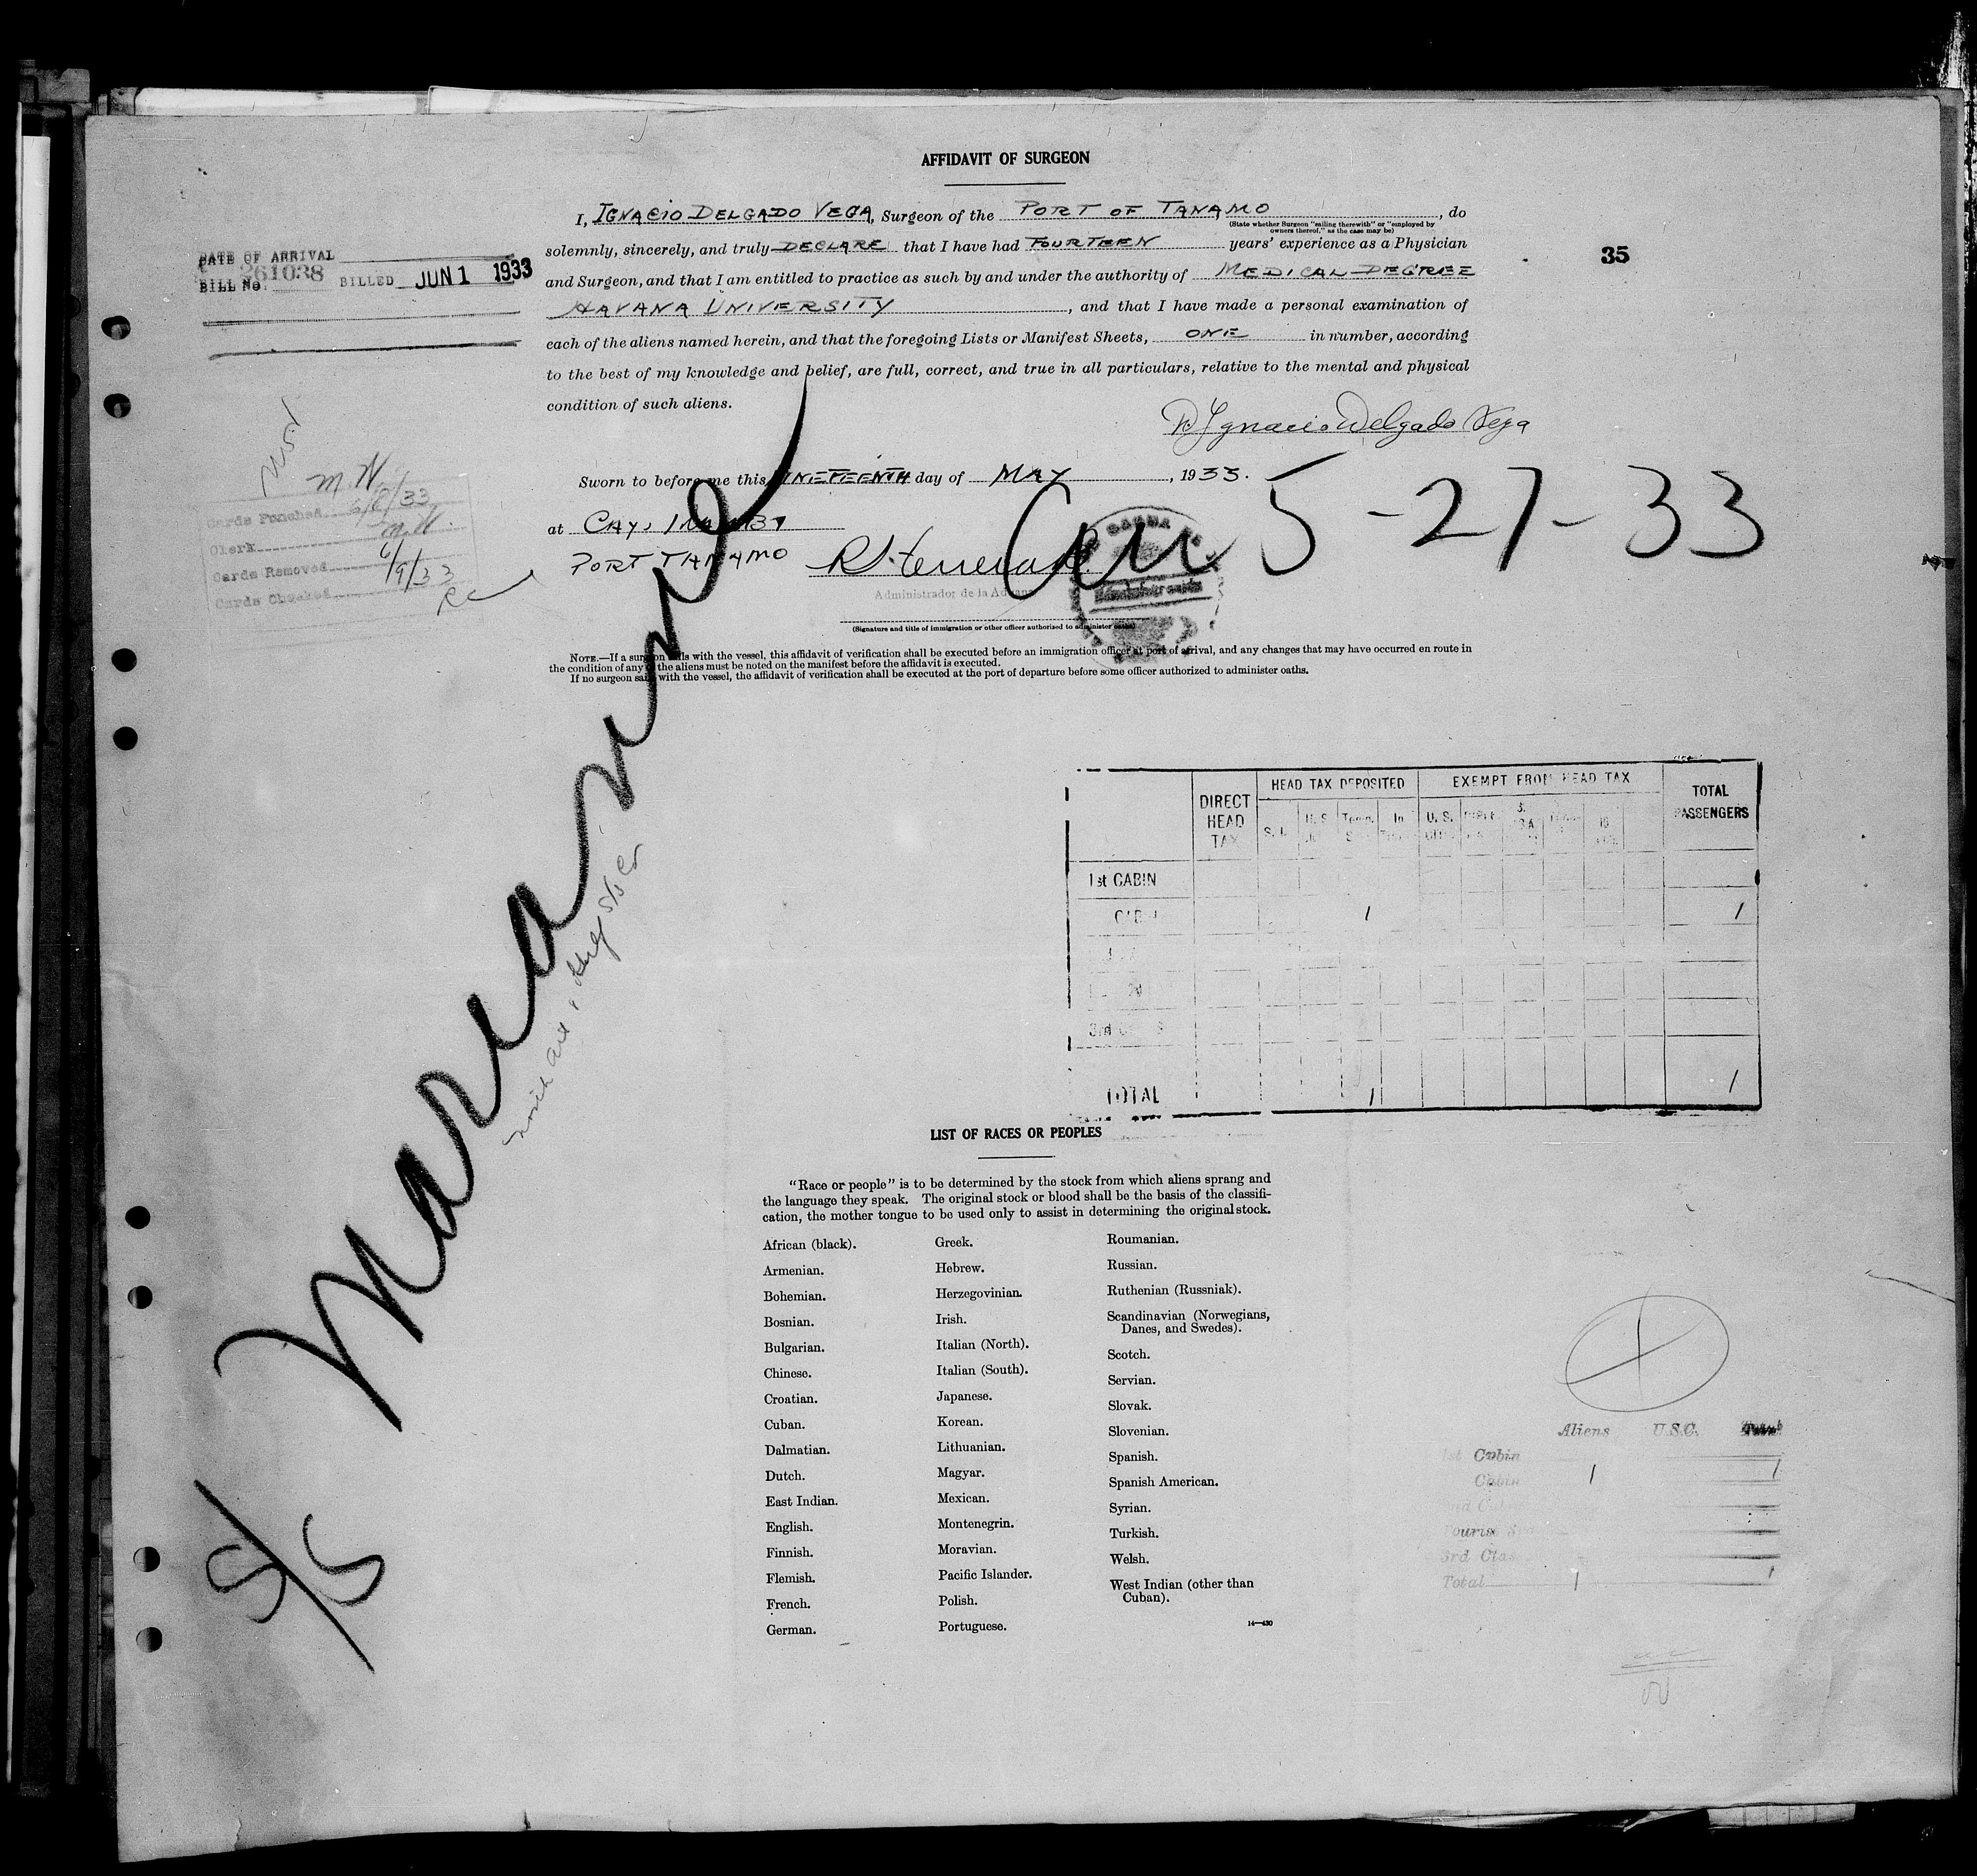 AFFIDAVIT OF SURGEON
I, IGNACIO DELGADO VEGA, Surgeon of the PORT OF TANAMO, do
(State whether Surgeon "sailing therewith" or "employed by
owners thereof," as the case may be)
solemnly, sincerely, and truly DECLARE that I have had FOURTEEN years' experience as a Physician
35
DATE OF ARRIVAL
BILL No. 261038 BILLED JUN 1 1933
and Surgeon, and that I am entitled to practice as such by and under the authority of MEDICAL DEGREE
HAVANA UNIVERSITY, and that I have made a personal examination of
each of the aliens named herein, and that the foregoing Lists or Manifest Sheets, ONE in number, according
to the best of my knowledge and belief, are full, correct, and true in all particulars, relative to the mental and physical
condition of such aliens.
Dr Ignacio Delgado Vega
Sworn to before me this NINETEENTH day of MAY, 1933.
5-27-33
at CAYO
PORT TANAMO
Administrador de la Aduana
(Signature and title of immigration or other officer authorized to administer oaths)
M.W.
Cards Punched 6/8/33
Clerk M.W.
Cards Removed 6/9/33
Cards Checked
NOTE.—If a surgeon sails with the vessel, this affidavit of verification shall be executed before an immigration officer at port of arrival, and any changes that may have occurred en route in
the condition of any of the aliens must be noted on the manifest before the affidavit is executed.
If no surgeon sails with the vessel, the affidavit of verification shall be executed at the port of departure before some officer authorized to administer oaths.
DIRECT HEAD TAX
HEAD TAX DEPOSITED
EXEMPT FROM HEAD TAX
TOTAL PASSENGERS
1st CABIN
CABIN 1 1
3rd
TOTAL 1 1
5/15
LIST OF RACES OR PEOPLES
"Race or people" is to be determined by the stock from which aliens sprang and
the language they speak. The original stock or blood shall be the basis of the classifi-
cation, the mother tongue to be used only to assist in determining the original stock.
African (black).
Armenian.
Bohemian.
Bosnian.
Bulgarian.
Chinese.
Croatian.
Cuban.
Dalmatian.
Dutch.
East Indian.
English.
Finnish.
Flemish.
French.
German.
Greek.
Hebrew.
Herzegovinian.
Irish.
Italian (North).
Italian (South).
Japanese.
Korean.
Lithuanian.
Magyar.
Mexican.
Montenegrin.
Moravian.
Pacific Islander.
Polish.
Portuguese.
Roumanian.
Russian.
Ruthenian (Russniak).
Scandinavian (Norwegians,
Danes, and Swedes).
Scotch.
Servian.
Slovak.
Slovenian.
Spanish.
Spanish American.
Syrian.
Turkish.
Welsh.
West Indian (other than
Cuban).
14—430
Aliens U.S.C. Total
1st Cabin
Cabin 1 1
2nd Cabin
Tourist
3rd Class
Total 1 1